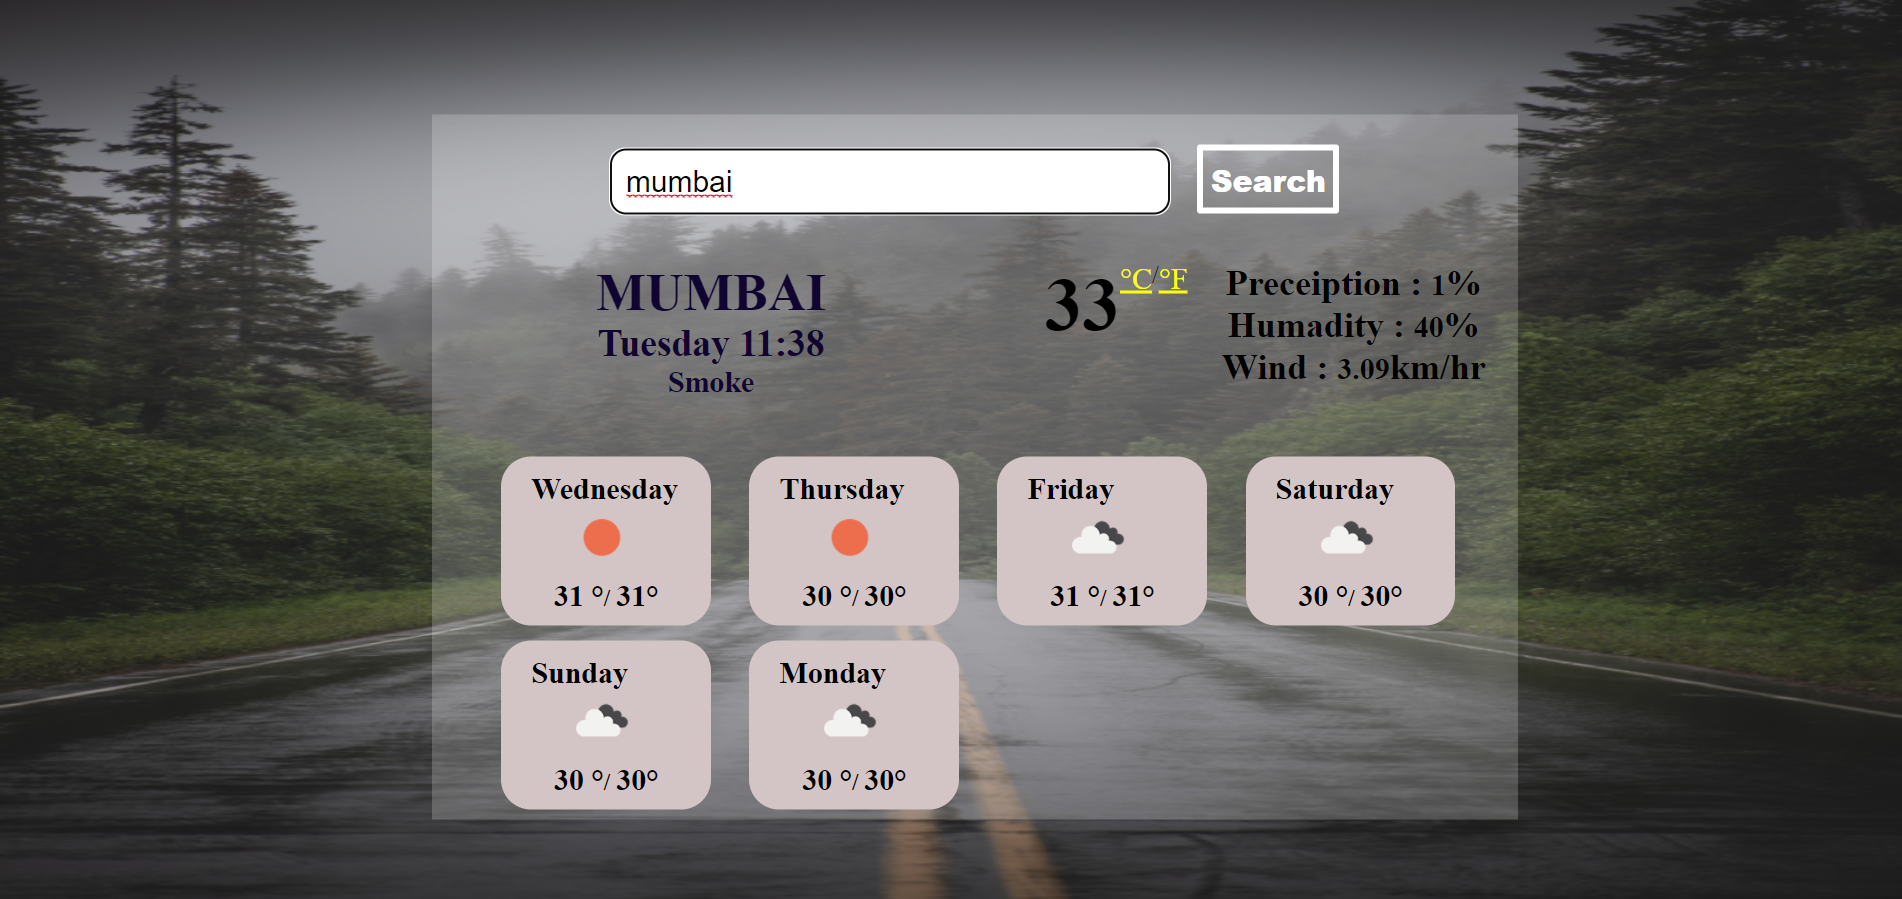 mumbai
Search
MUMBAI
Tuesday 11:38
Smoke
33 °C/°F
Preceiption : 1%
Humadity : 40%
Wind : 3.09km/hr
Wednesday
31 °/ 31°
Thursday
30 °/ 30°
Friday
31 °/ 31°
Saturday
30 °/ 30°
Sunday
30 °/ 30°
Monday
30 °/ 30°